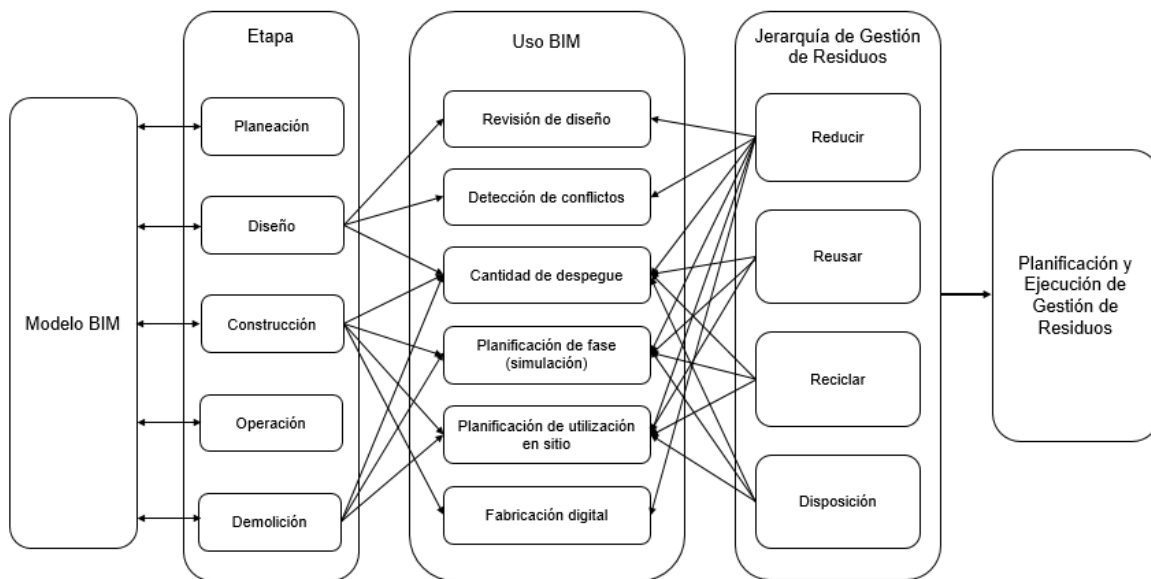 Modelo BIM
Etapa
Planeación
Diseño
Construcción
Operación
Demolición
Uso BIM
Revisión de diseño
Detección de conflictos
Cantidad de despegue
Planificación de fase
(simulación)
Planificación de utilización
en sitio
Fabricación digital
Jerarquía de Gestión
de Residuos
Reducir
Reusar
Reciclar
Disposición
Planificación y
Ejecución de
Gestión de
Residuos